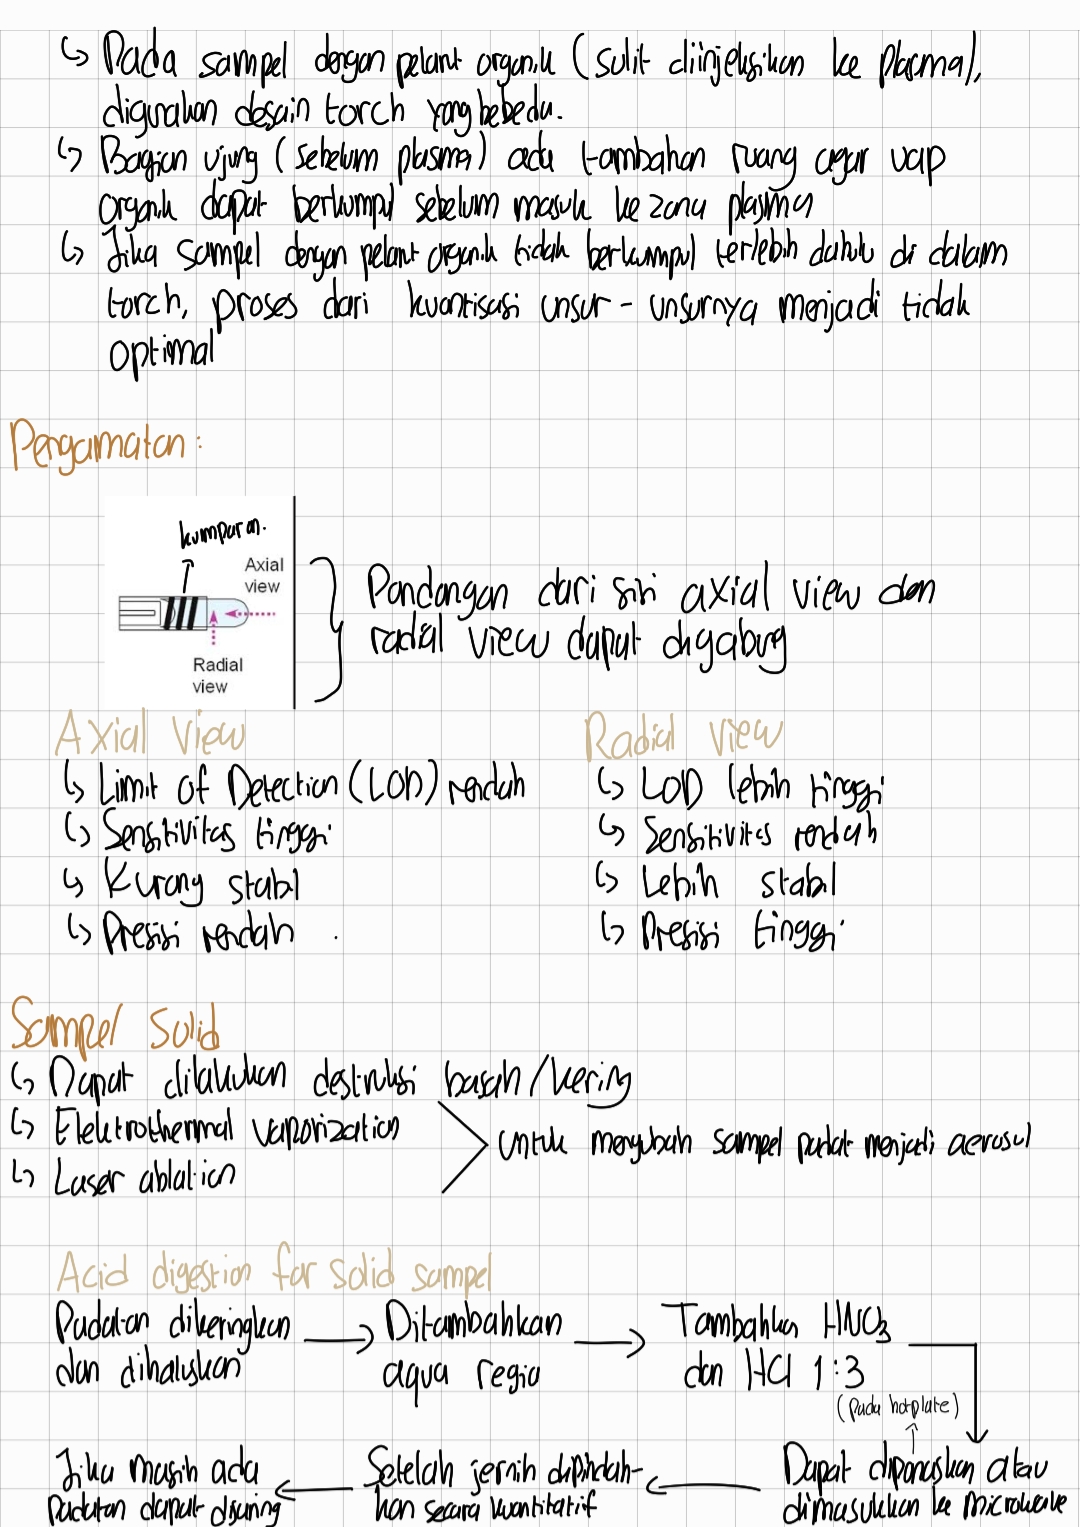 ↳ Pada sampel dengan pelarut organik (sulit diinjeksikan ke plasma),
digunakan desain torch yang bebeda.
↳ Bagian ujung (sebelum plasma) ada tambahan ruang agar uap
organik dapat berkumpul sebelum masuk ke zona plasma
↳ Jika sampel dengan pelarut organik tidak berkumpul terlebih dahulu di dalam
torch, proses dari kuantisasi unsur - unsurnya menjadi tidak
optimal
Pengamatan:
kumparan.
Axial
view
Radial
view
Pandangan dari sisi axial view dan
radial view dapat digabung
Axial View
↳ Limit of Detection (LOD) rendah
↳ Sensitivitas tinggi
↳ Kurang stabil
↳ Presisi rendah .
Radial view
↳ LOD lebih tinggi
↳ Sensitivitas rendah
↳ Lebih stabil
↳ Presisi tinggi
Sampel Solid
↳ Dapat dilakukan destruksi basah/kering
↳ Elektrothermal vaporization
↳ Laser ablation
untuk mengubah sampel padat menjadi aerosol
Acid digestion for solid sampel
Padatan dikeringkan
dan dihaluskan
→ Ditambahkan
aqua regia
→ Tambahkan HNO3
dan HCl 1:3
(pada hotplate)
Dapat dipanaskan atau
dimasukkan ke microwave
← Setelah jernih dipindah-
kan secara kuantitatif
← Jika masih ada
padatan dapat disaring